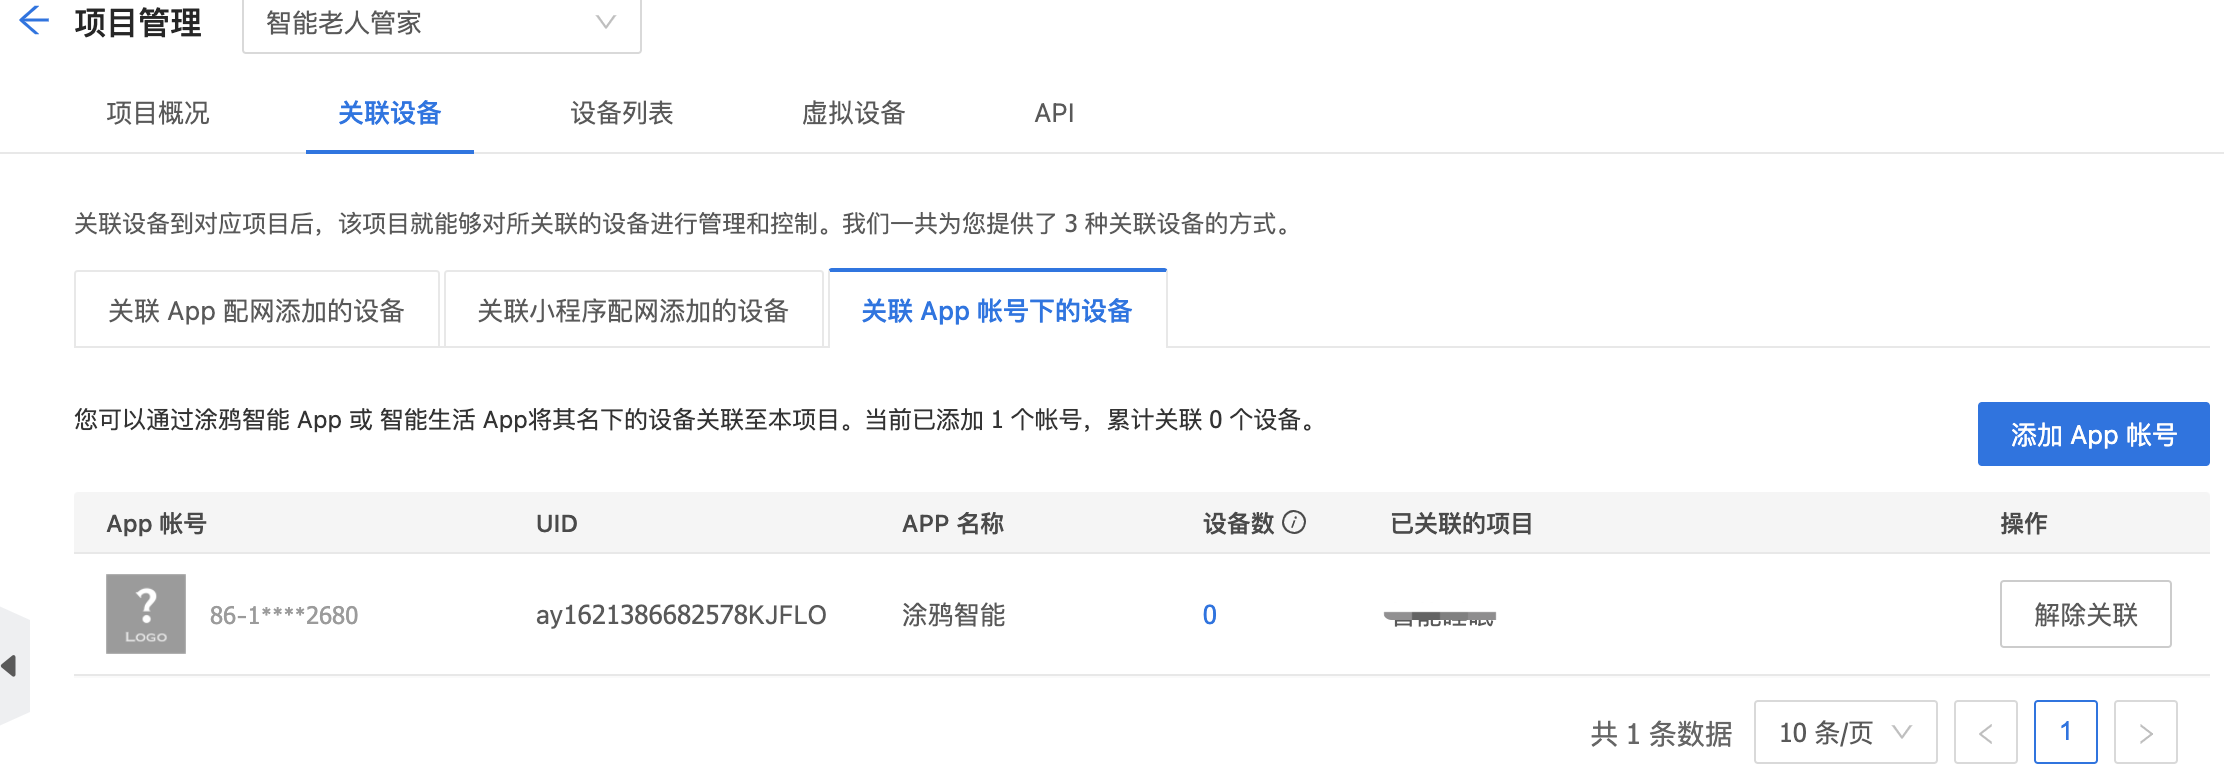 项目管理
智能老人管家
项目概况
关联设备
设备列表
虚拟设备
API
关联设备到对应项目后，该项目就能够对所关联的设备进行管理和控制。我们一共为您提供了 3 种关联设备的方式。
关联 App 配网添加的设备
关联小程序配网添加的设备
关联 App 帐号下的设备
您可以通过涂鸦智能 App 或 智能生活 App将其名下的设备关联至本项目。当前已添加 1 个帐号，累计关联 0 个设备。
添加 App 帐号
App 帐号
UID
APP 名称
设备数
已关联的项目
操作
?
LOGO
86-1****2680
ay1621386682578KJFLO
涂鸦智能
0
解除关联
共 1 条数据
10 条/页
<
1
>